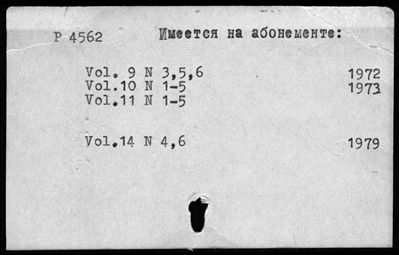 P 4562 Имеется на абонементе:
Vol. 9 N 3,5,6 1972
Vol.10 N 1-5 1973
Vol.11 N 1-5
Vol.14 N 4,6 1979